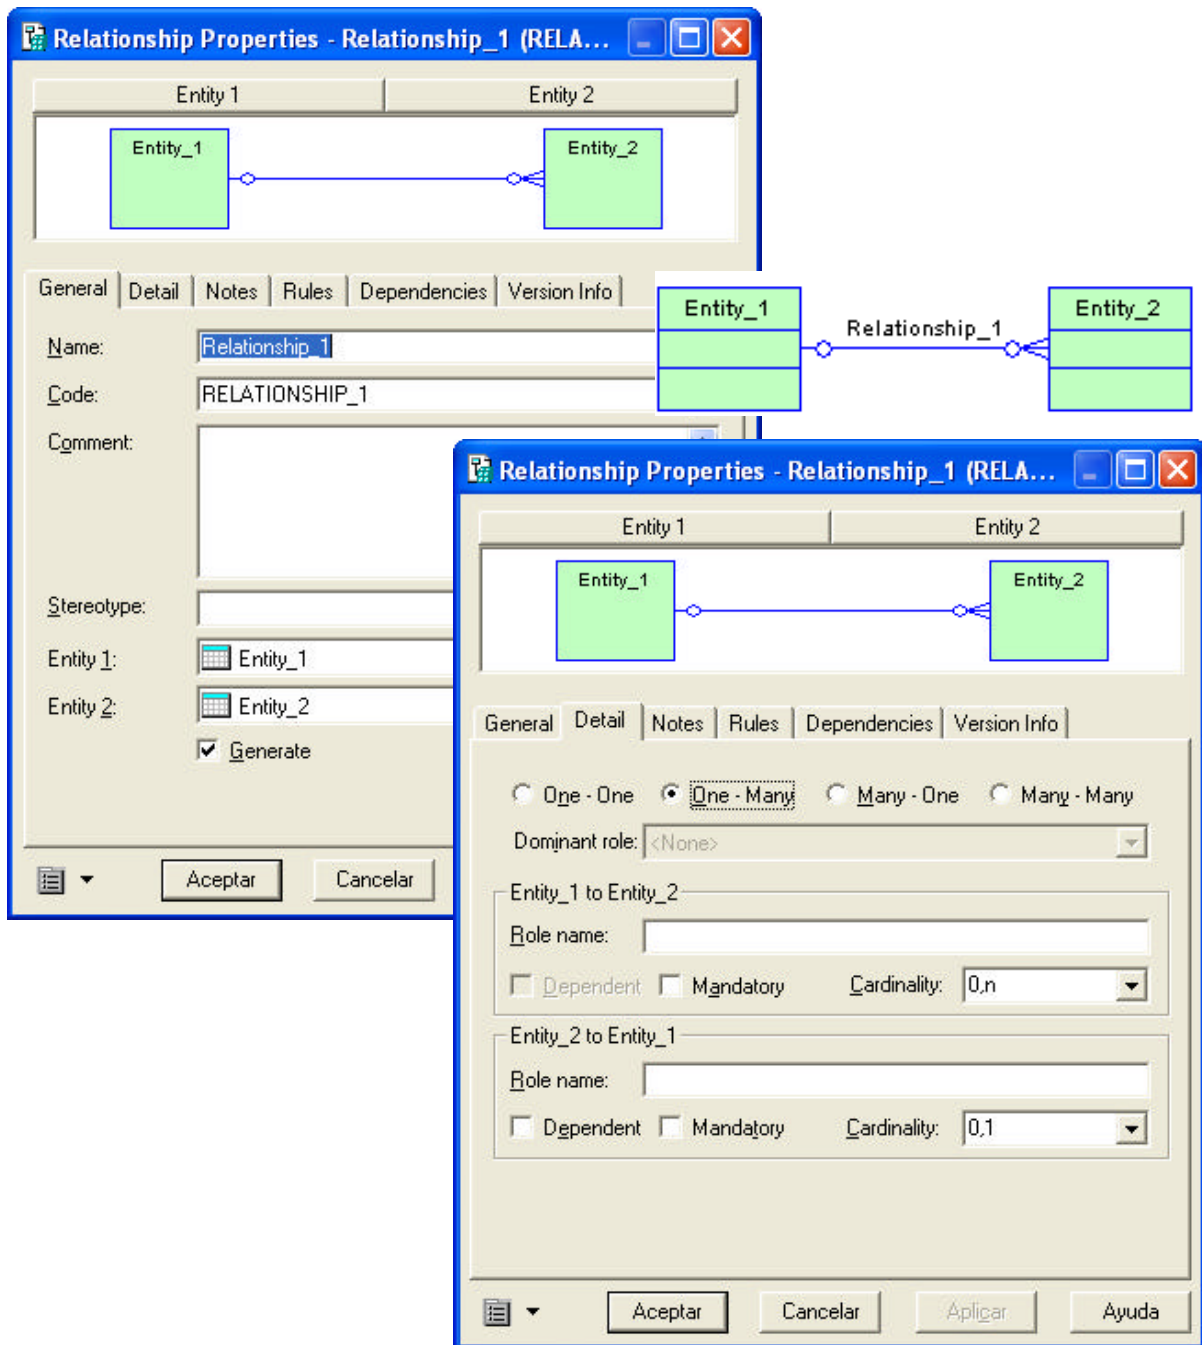 Relationship Properties - Relationship_1 (RELA...
Entity 1 Entity 2
Entity_1 Entity_2
General Detail Notes Rules Dependencies Version Info
Name: Relationship_1
Code: RELATIONSHIP_1
Comment:
Stereotype:
Entity 1: Entity_1
Entity 2: Entity_2
Generate
Aceptar Cancelar
Entity_1 Relationship_1 Entity_2
Relationship Properties - Relationship_1 (RELA...
Entity 1 Entity 2
Entity_1 Entity_2
General Detail Notes Rules Dependencies Version Info
One - One One - Many Many - One Many - Many
Dominant role: <None>
Entity_1 to Entity_2
Role name:
Dependent Mandatory Cardinality: 0,n
Entity_2 to Entity_1
Role name:
Dependent Mandatory Cardinality: 0,1
Aceptar Cancelar Aplicar Ayuda